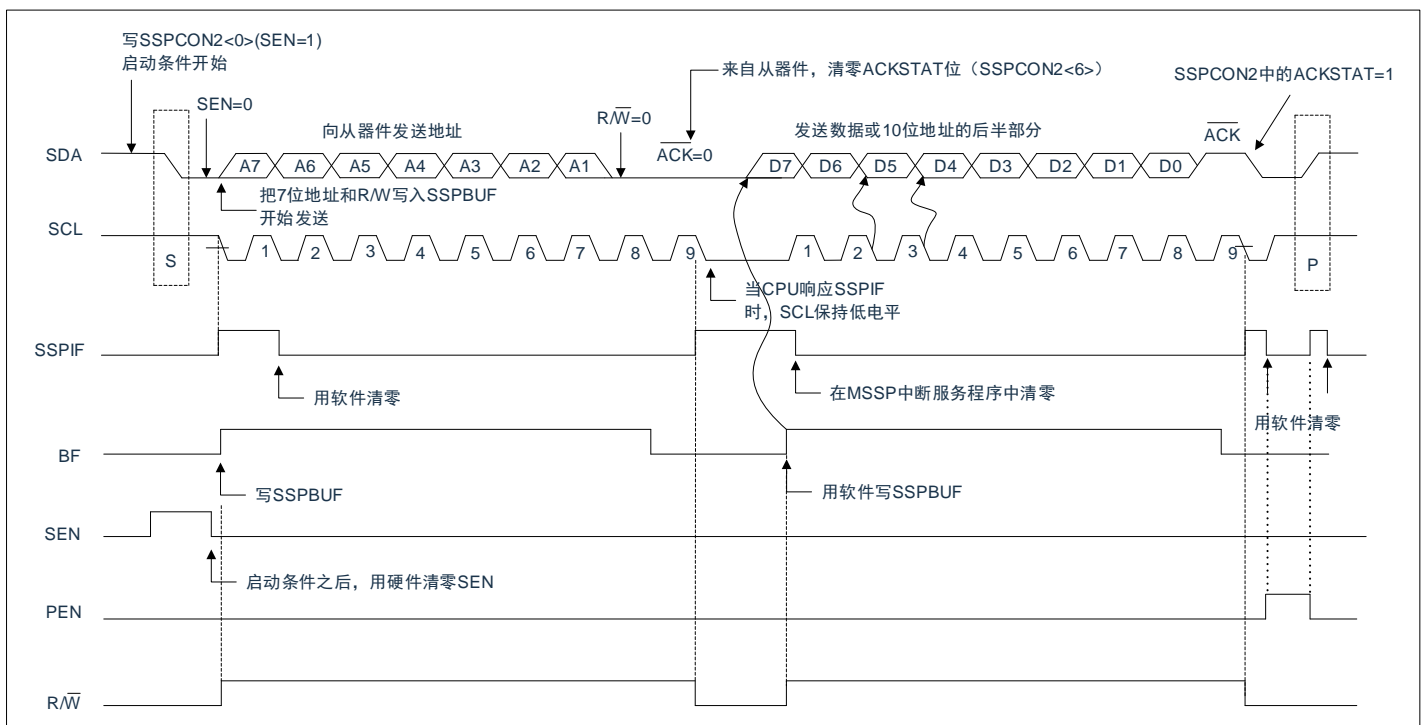 写SSPCON2<0>(SEN=1)
启动条件开始
SEN=0
向从器件发送地址
R/W̅=0
来自从器件，清零ACKSTAT位（SSPCON2<6>）
A̅C̅K̅=0
发送数据或10位地址的后半部分
SSPCON2中的ACKSTAT=1
A̅C̅K̅
SDA
A7 A6 A5 A4 A3 A2 A1
D7 D6 D5 D4 D3 D2 D1 D0
把7位地址和R/W写入SSPBUF
开始发送
SCL
S
1 2 3 4 5 6 7 8 9
1 2 3 4 5 6 7 8 9
P
当CPU响应SSPIF
时，SCL保持低电平
SSPIF
用软件清零
在MSSP中断服务程序中清零
用软件清零
BF
写SSPBUF
用软件写SSPBUF
SEN
启动条件之后，用硬件清零SEN
PEN
R/W̅